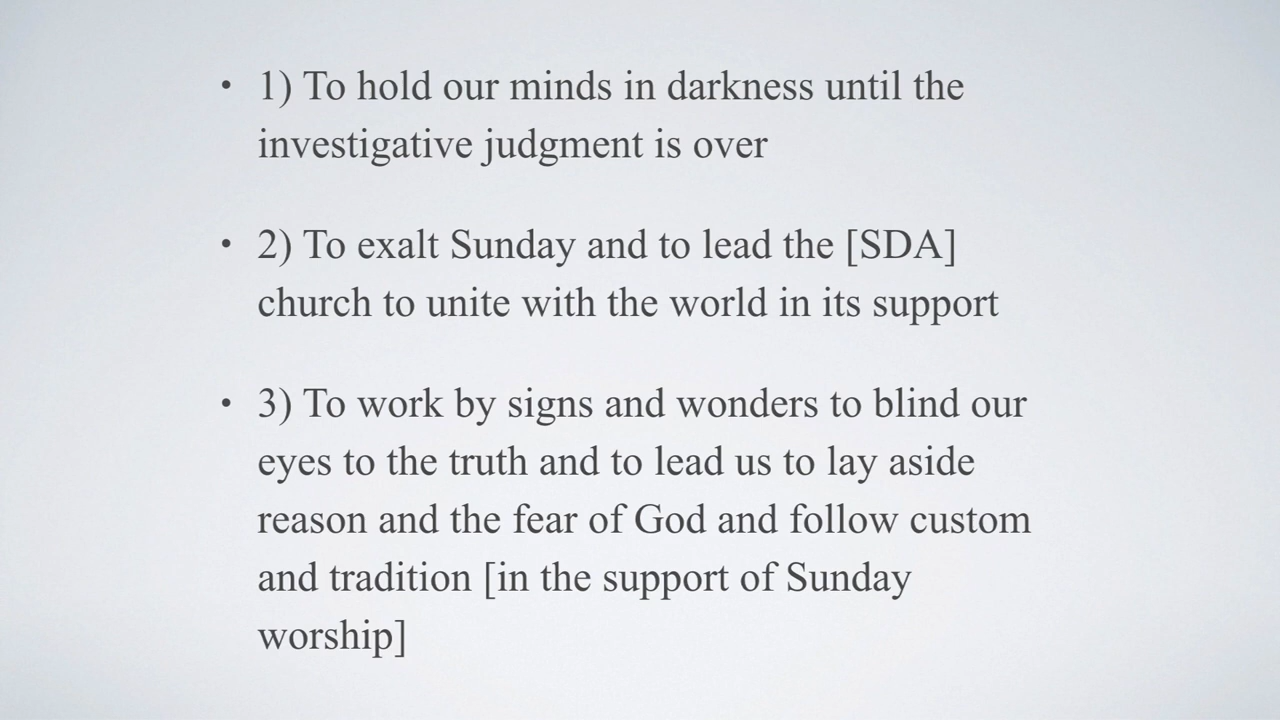 • 1) To hold our minds in darkness until the
investigative judgment is over
• 2) To exalt Sunday and to lead the [SDA]
church to unite with the world in its support
• 3) To work by signs and wonders to blind our
eyes to the truth and to lead us to lay aside
reason and the fear of God and follow custom
and tradition [in the support of Sunday
worship]